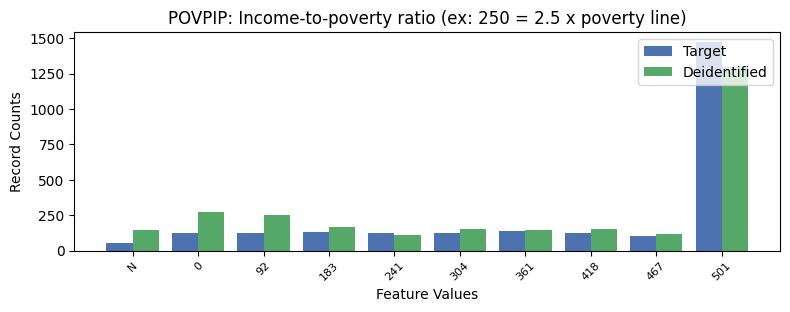 POVPIP: Income-to-poverty ratio (ex: 250 = 2.5 x poverty line)
Target
Deidentified
Record Counts
1500
1250
1000
750
500
250
0
N
0
92
183
241
304
361
418
467
501
Feature Values